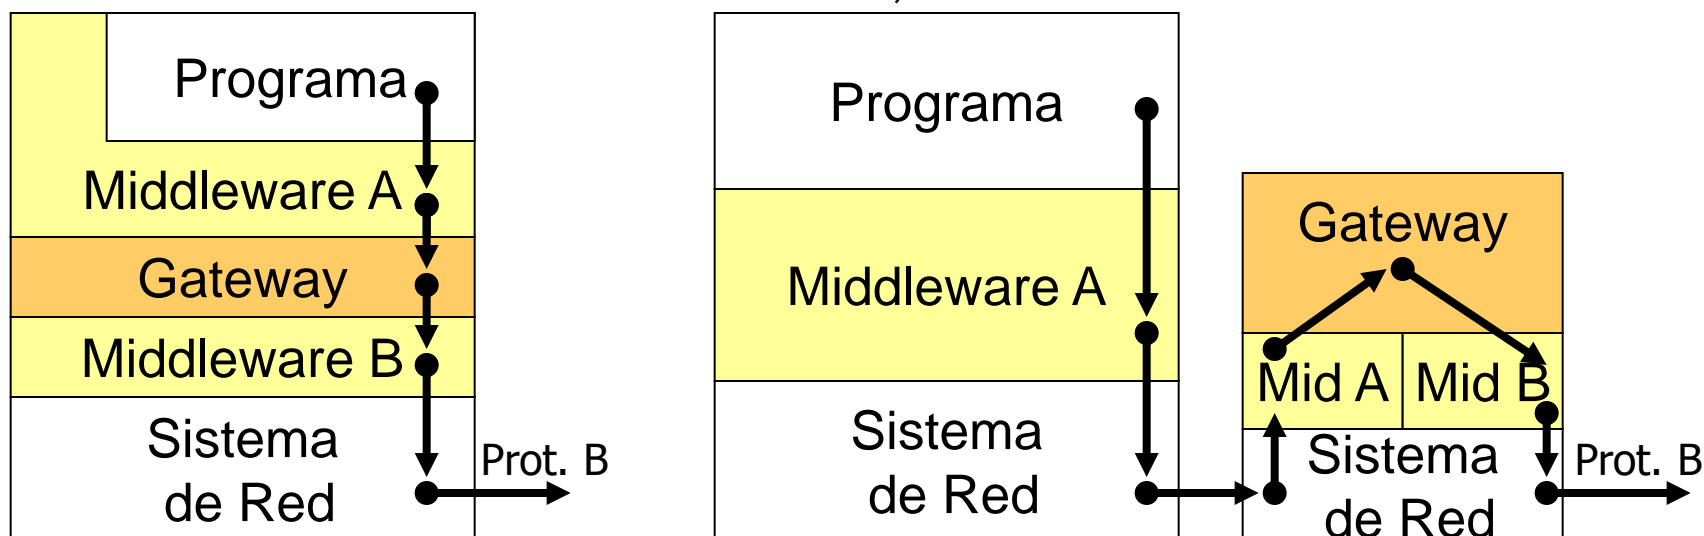 Programa
Middleware A
Gateway
Middleware B
Sistema
de Red
Prot. B
Programa
Middleware A
Sistema
de Red
Gateway
Mid A
Mid B
Sistema
de Red
Prot. B